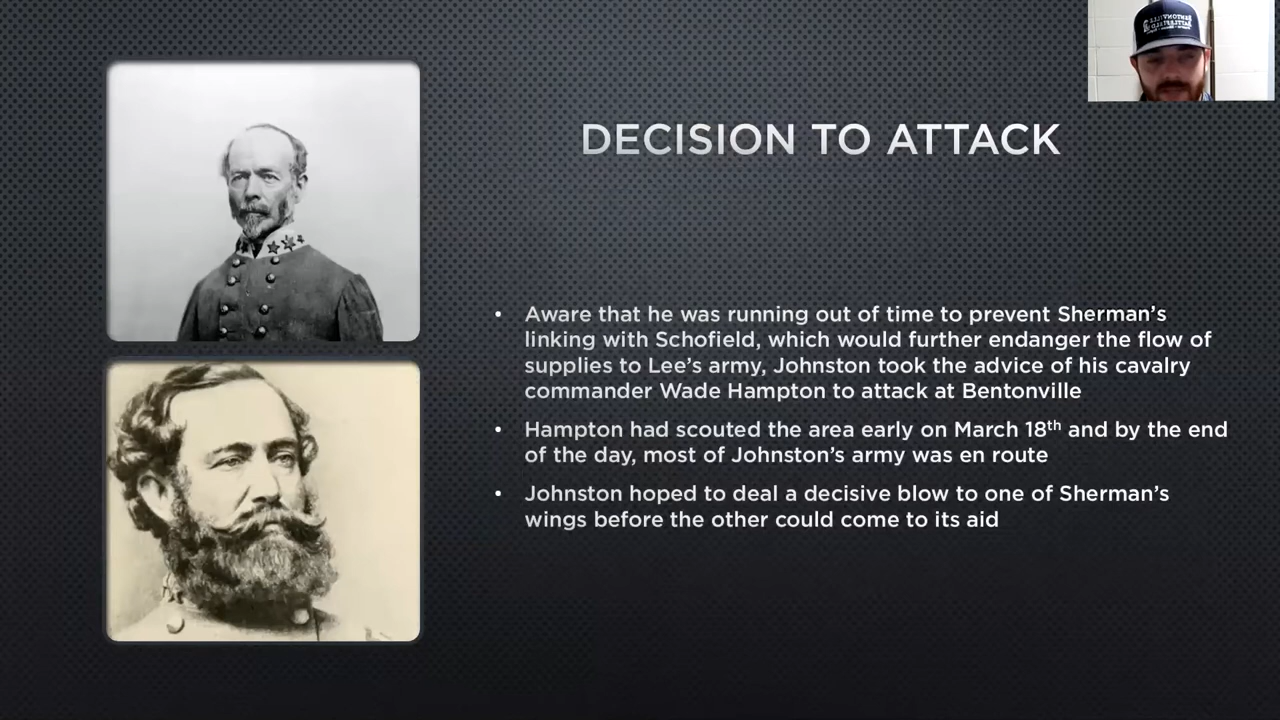 DECISION TO ATTACK
• Aware that he was running out of time to prevent Sherman’s
linking with Schofield, which would further endanger the flow of
supplies to Lee’s army, Johnston took the advice of his cavalry
commander Wade Hampton to attack at Bentonville
• Hampton had scouted the area early on March 18th and by the end
of the day, most of Johnston’s army was en route
• Johnston hoped to deal a decisive blow to one of Sherman’s
wings before the other could come to its aid
BENTONVILLE
BATTLEFIELD